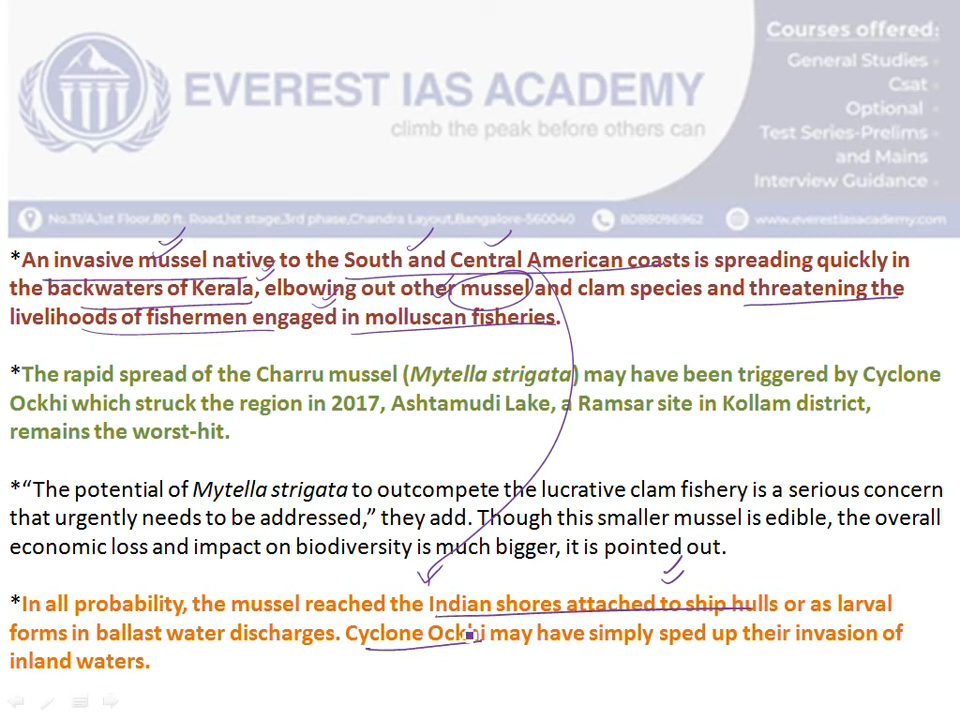 EVEREST IAS ACADEMY
climb the peak before others can
Courses offered:
General Studies
Csat
Optional
Test Series-Prelims
and Mains
Interview Guidance
No.31/A,1st Floor,80 ft, Road,1st stage,3rd phase,Chandra Layout,Bangalore-560040
8088096962
www.everestiasacademy.com
*An invasive mussel native to the South and Central American coasts is spreading quickly in
the backwaters of Kerala, elbowing out other mussel and clam species and threatening the
livelihoods of fishermen engaged in molluscan fisheries.
*The rapid spread of the Charru mussel (Mytella strigata) may have been triggered by Cyclone
Ockhi which struck the region in 2017, Ashtamudi Lake, a Ramsar site in Kollam district,
remains the worst-hit.
*“The potential of Mytella strigata to outcompete the lucrative clam fishery is a serious concern
that urgently needs to be addressed,” they add. Though this smaller mussel is edible, the overall
economic loss and impact on biodiversity is much bigger, it is pointed out.
*In all probability, the mussel reached the Indian shores attached to ship hulls or as larval
forms in ballast water discharges. Cyclone Ockhi may have simply sped up their invasion of
inland waters.